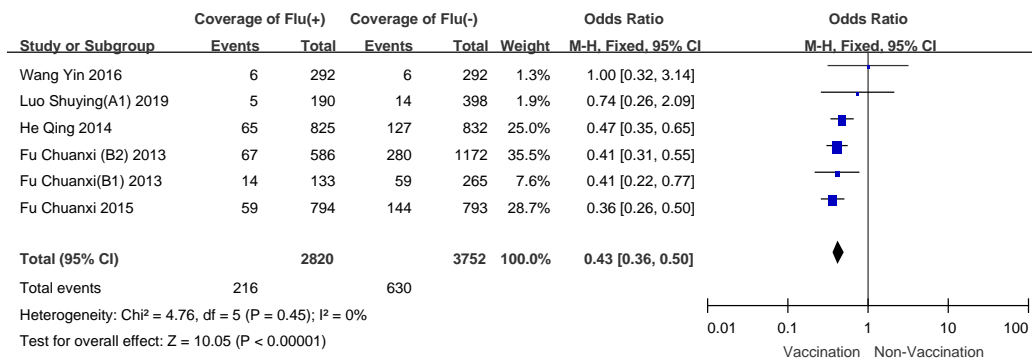 Coverage of Flu(+) Coverage of Flu(-) Odds Ratio Odds Ratio
Study or Subgroup Events Total Events Total Weight M-H, Fixed, 95% CI M-H, Fixed, 95% CI
Wang Yin 2016 6 292 6 292 1.3% 1.00 [0.32, 3.14]
Luo Shuying(A1) 2019 5 190 14 398 1.9% 0.74 [0.26, 2.09]
He Qing 2014 65 825 127 832 25.0% 0.47 [0.35, 0.65]
Fu Chuanxi (B2) 2013 67 586 280 1172 35.5% 0.41 [0.31, 0.55]
Fu Chuanxi(B1) 2013 14 133 59 265 7.6% 0.41 [0.22, 0.77]
Fu Chuanxi 2015 59 794 144 793 28.7% 0.36 [0.26, 0.50]
Total (95% CI) 2820 3752 100.0% 0.43 [0.36, 0.50]
Total events 216 630
Heterogeneity: Chi² = 4.76, df = 5 (P = 0.45); I² = 0%
Test for overall effect: Z = 10.05 (P < 0.00001)
0.01 0.1 1 10 100
Vaccination Non-Vaccination